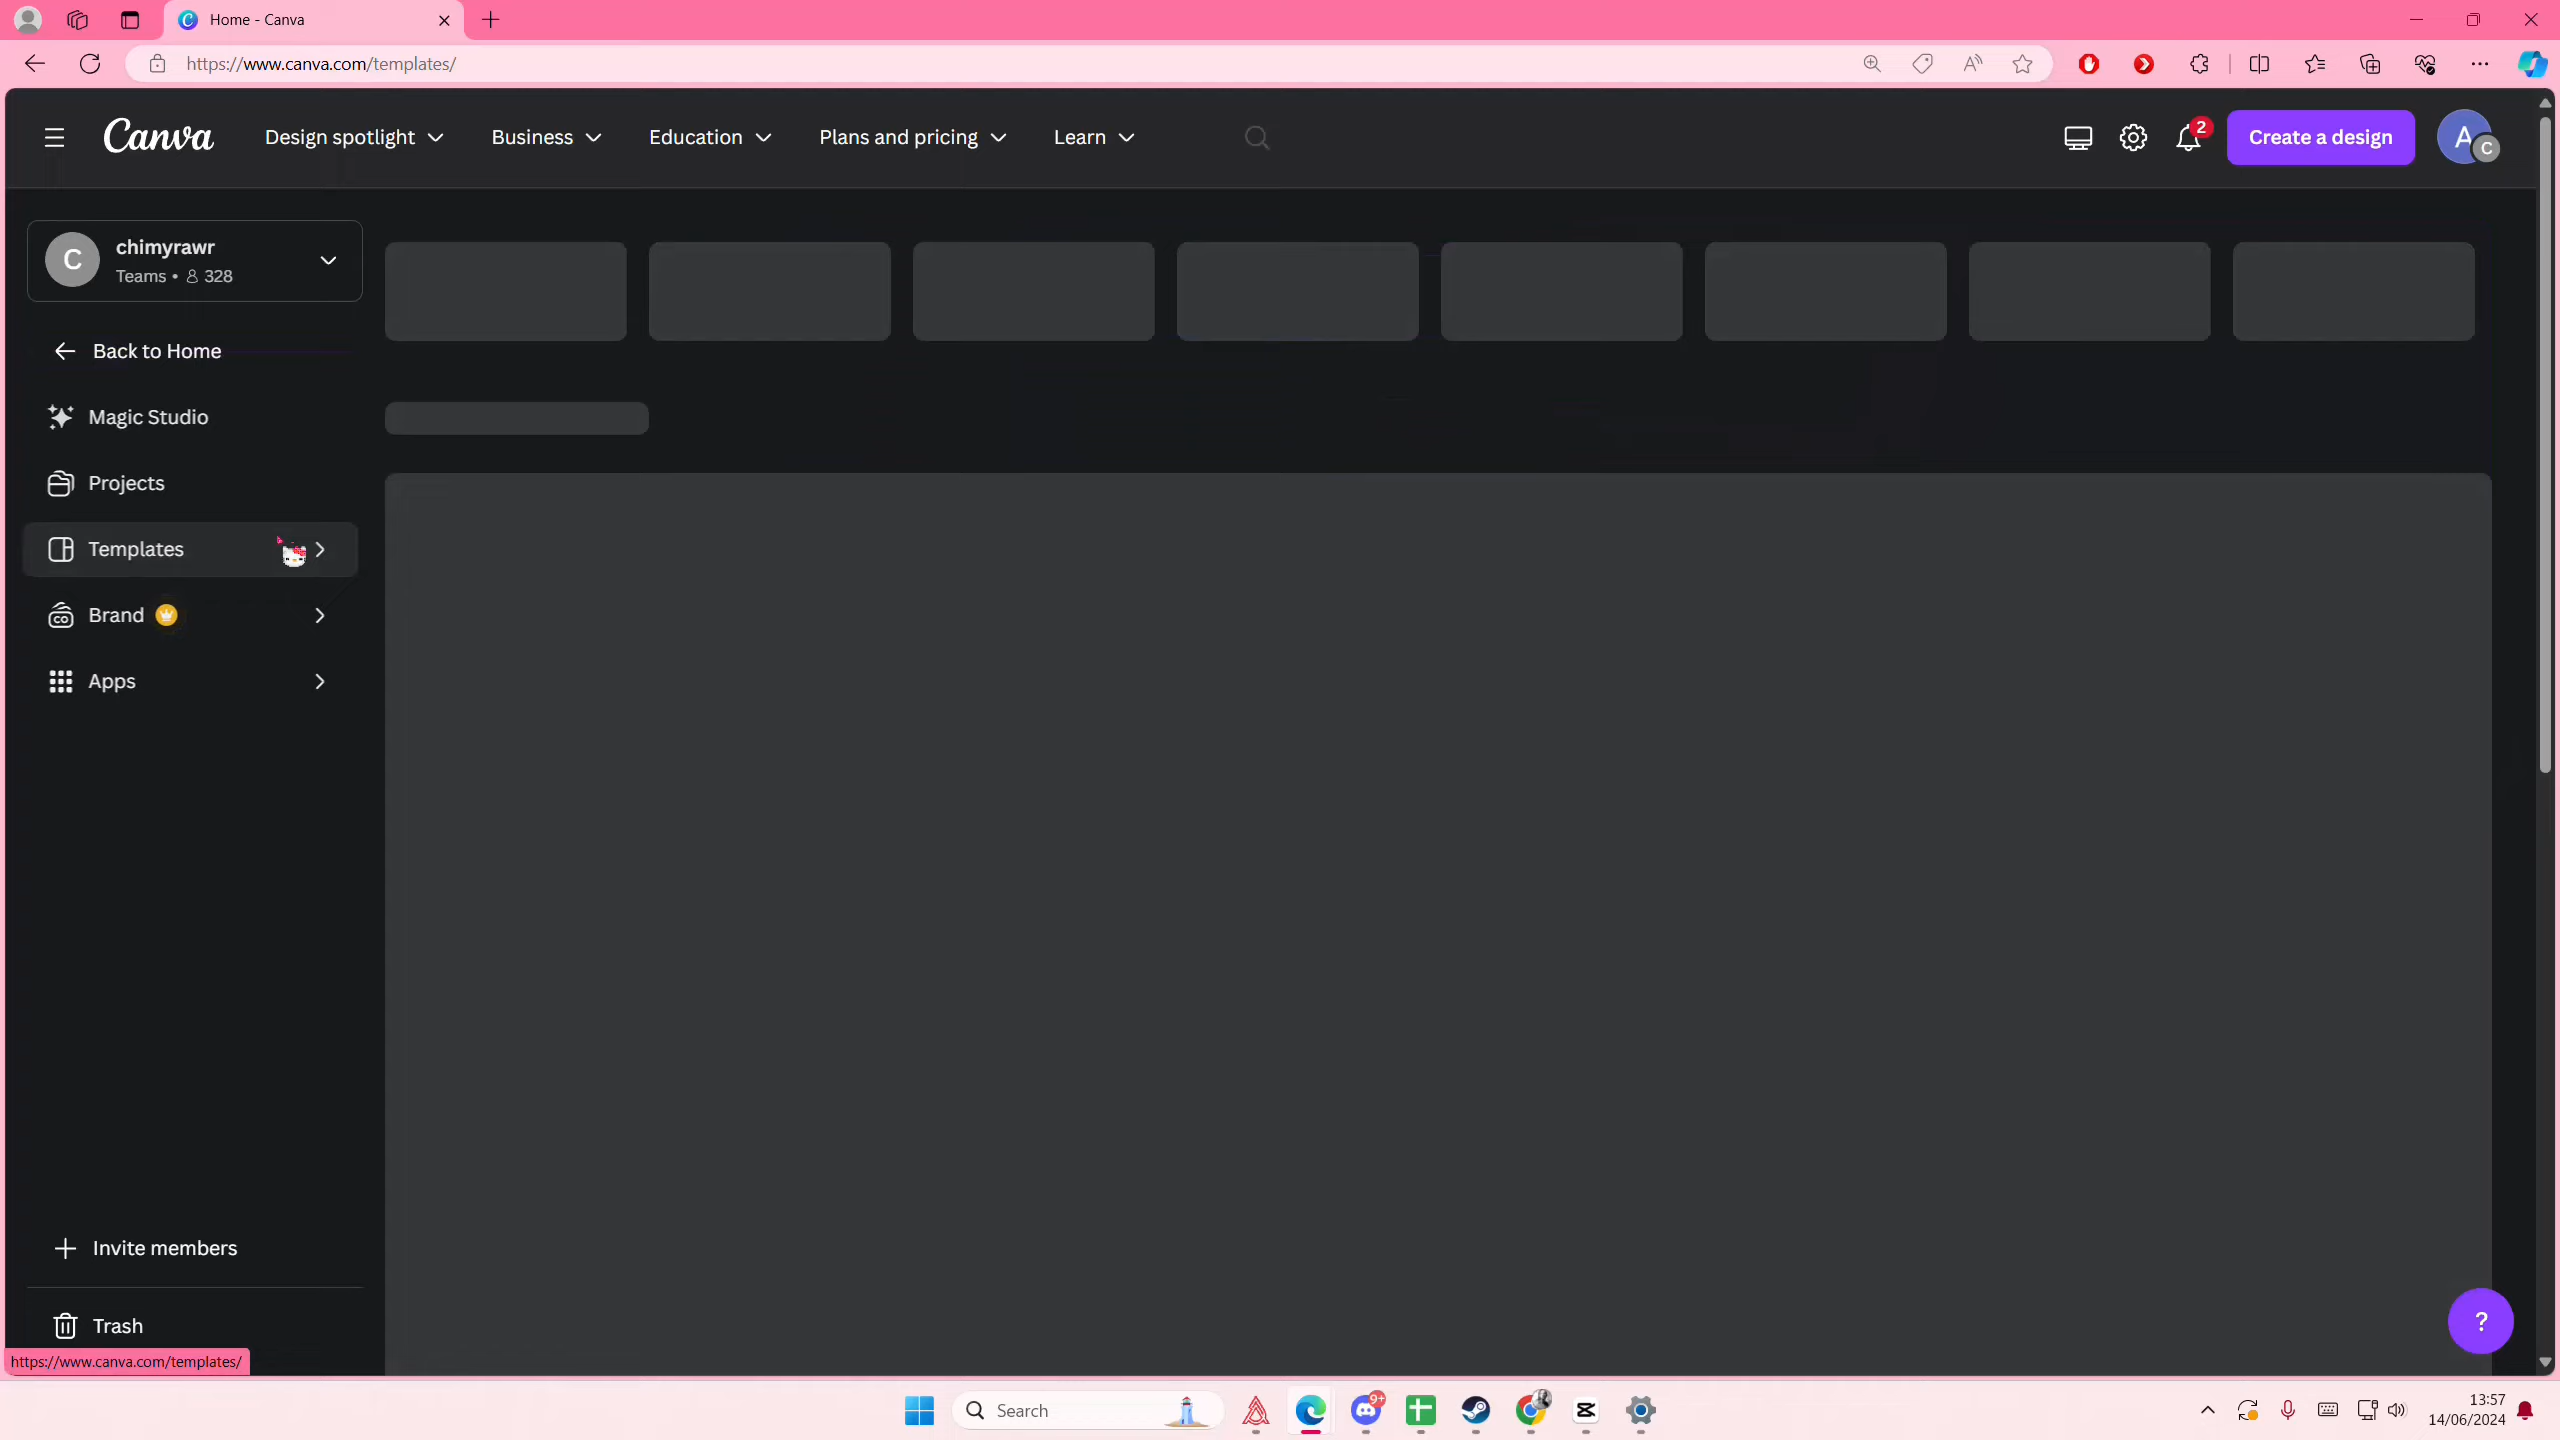 Home - Canva
https://www.canva.com/templates/
Canva
Design spotlight
Business
Education
Plans and pricing
Learn
2
Create a design
A
C
C
chimyrawr
Teams • 328
Back to Home
Magic Studio
Projects
Templates
CO
Brand
Apps
Invite members
Trash
?
https://www.canva.com/templates/
Search
9+
13:57
14/06/2024